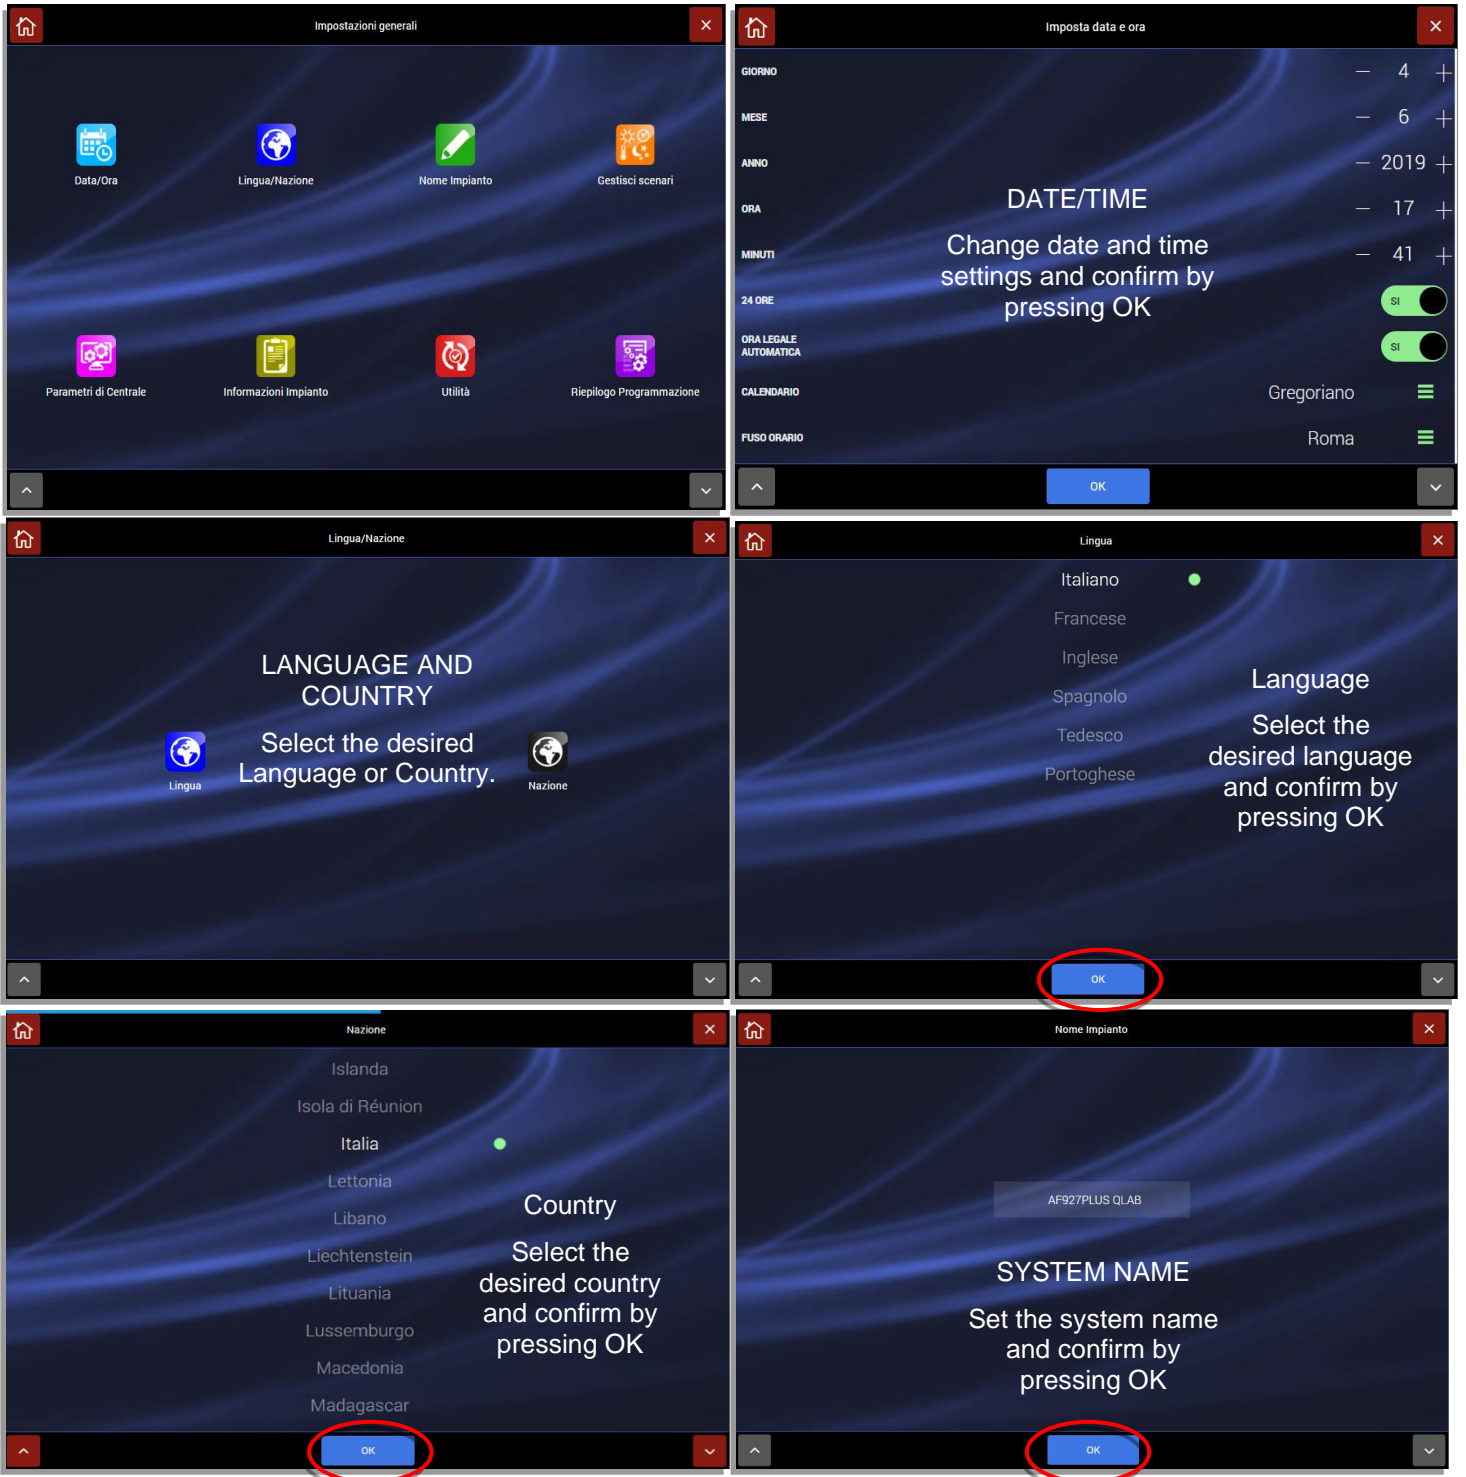 Impostazioni generali
Data/Ora
Lingua/Nazione
Nome Impianto
Gestisci scenari
Parametri di Centrale
Informazioni Impianto
Utilità
Riepilogo Programmazione
Imposta data e ora
GIORNO
4
MESE
6
ANNO
2019
ORA
17
MINUTI
41
24 ORE
SI
ORA LEGALE
AUTOMATICA
SI
CALENDARIO
Gregoriano
FUSO ORARIO
Roma
DATE/TIME
Change date and time
settings and confirm by
pressing OK
OK
Lingua/Nazione
LANGUAGE AND
COUNTRY
Select the desired
Language or Country.
Lingua
Nazione
Lingua
Italiano
Francese
Inglese
Spagnolo
Tedesco
Portoghese
Language
Select the
desired language
and confirm by
pressing OK
OK
Nazione
Islanda
Isola di Réunion
Italia
Lettonia
Libano
Liechtenstein
Lituania
Lussemburgo
Macedonia
Madagascar
Country
Select the
desired country
and confirm by
pressing OK
OK
Nome Impianto
AF927PLUS QLAB
SYSTEM NAME
Set the system name
and confirm by
pressing OK
OK